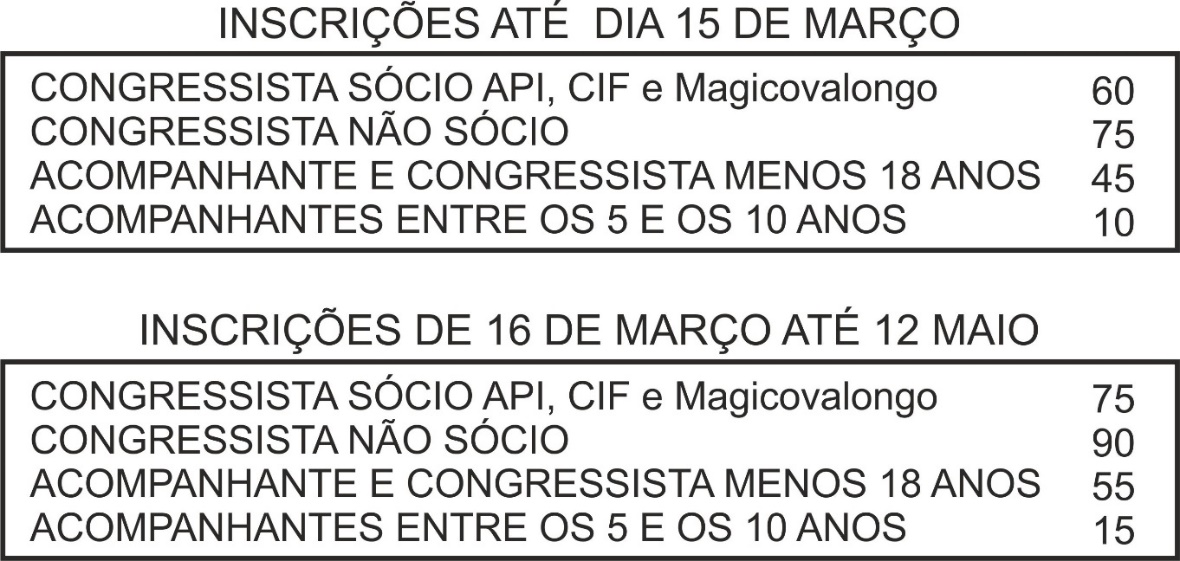 INSCRIÇÕES ATÉ DIA 15 DE MARÇO
CONGRESSISTA SÓCIO API, CIF e Magicovalongo 60
CONGRESSISTA NÃO SÓCIO 75
ACOMPANHANTE E CONGRESSISTA MENOS 18 ANOS 45
ACOMPANHANTES ENTRE OS 5 E OS 10 ANOS 10
INSCRIÇÕES DE 16 DE MARÇO ATÉ 12 MAIO
CONGRESSISTA SÓCIO API, CIF e Magicovalongo 75
CONGRESSISTA NÃO SÓCIO 90
ACOMPANHANTE E CONGRESSISTA MENOS 18 ANOS 55
ACOMPANHANTES ENTRE OS 5 E OS 10 ANOS 15